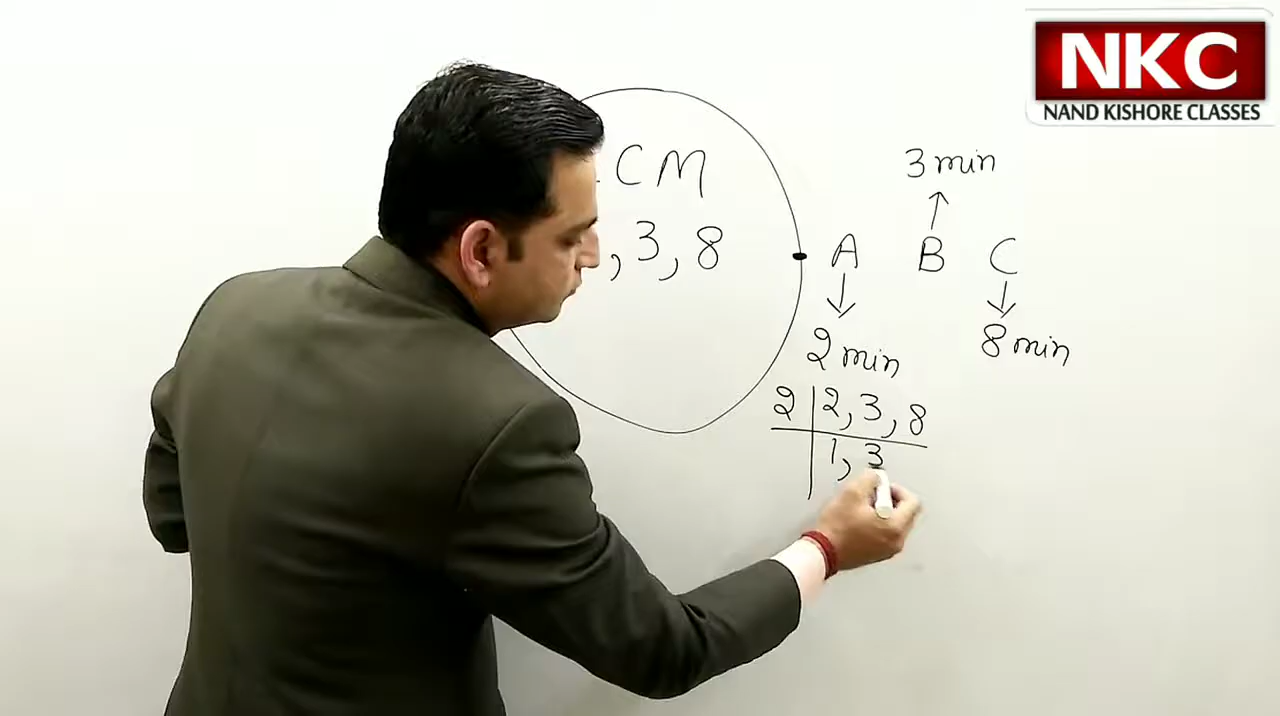 NKC
NAND KISHORE CLASSES
CM
, 3, 8
3 min
A B C
2 min
8 min
2 2, 3, 8
1, 3